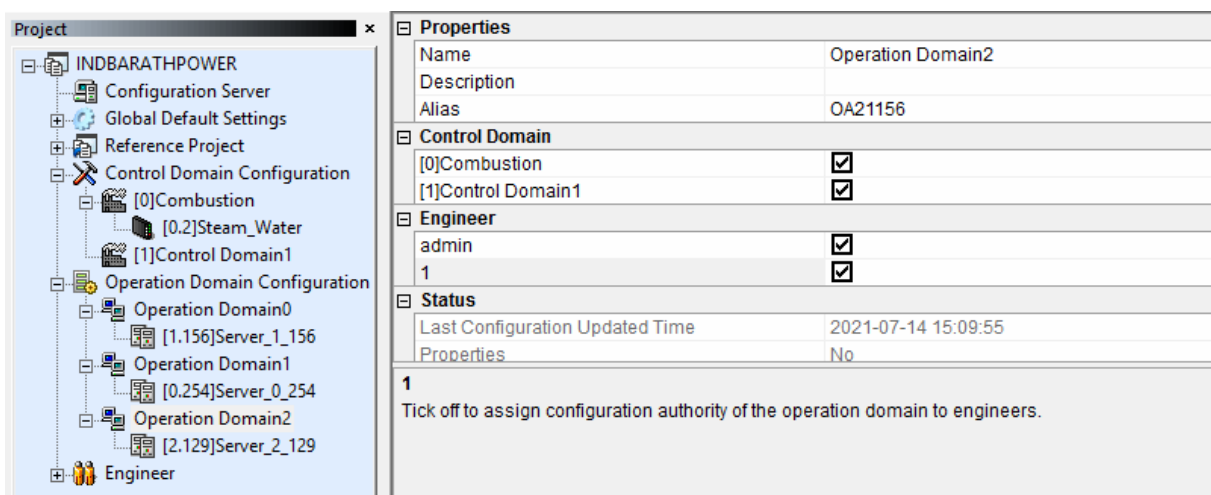 Project
INDBARATHPOWER
Configuration Server
Global Default Settings
Reference Project
Control Domain Configuration
[0]Combustion
[0.2]Steam_Water
[1]Control Domain1
Operation Domain Configuration
Operation Domain0
[1.156]Server_1_156
Operation Domain1
[0.254]Server_0_254
Operation Domain2
[2.129]Server_2_129
Engineer
Properties
Name Operation Domain2
Description
Alias OA21156
Control Domain
[0]Combustion
[1]Control Domain1
Engineer
admin
1
Status
Last Configuration Updated Time 2021-07-14 15:09:55
Properties No
1
Tick off to assign configuration authority of the operation domain to engineers.